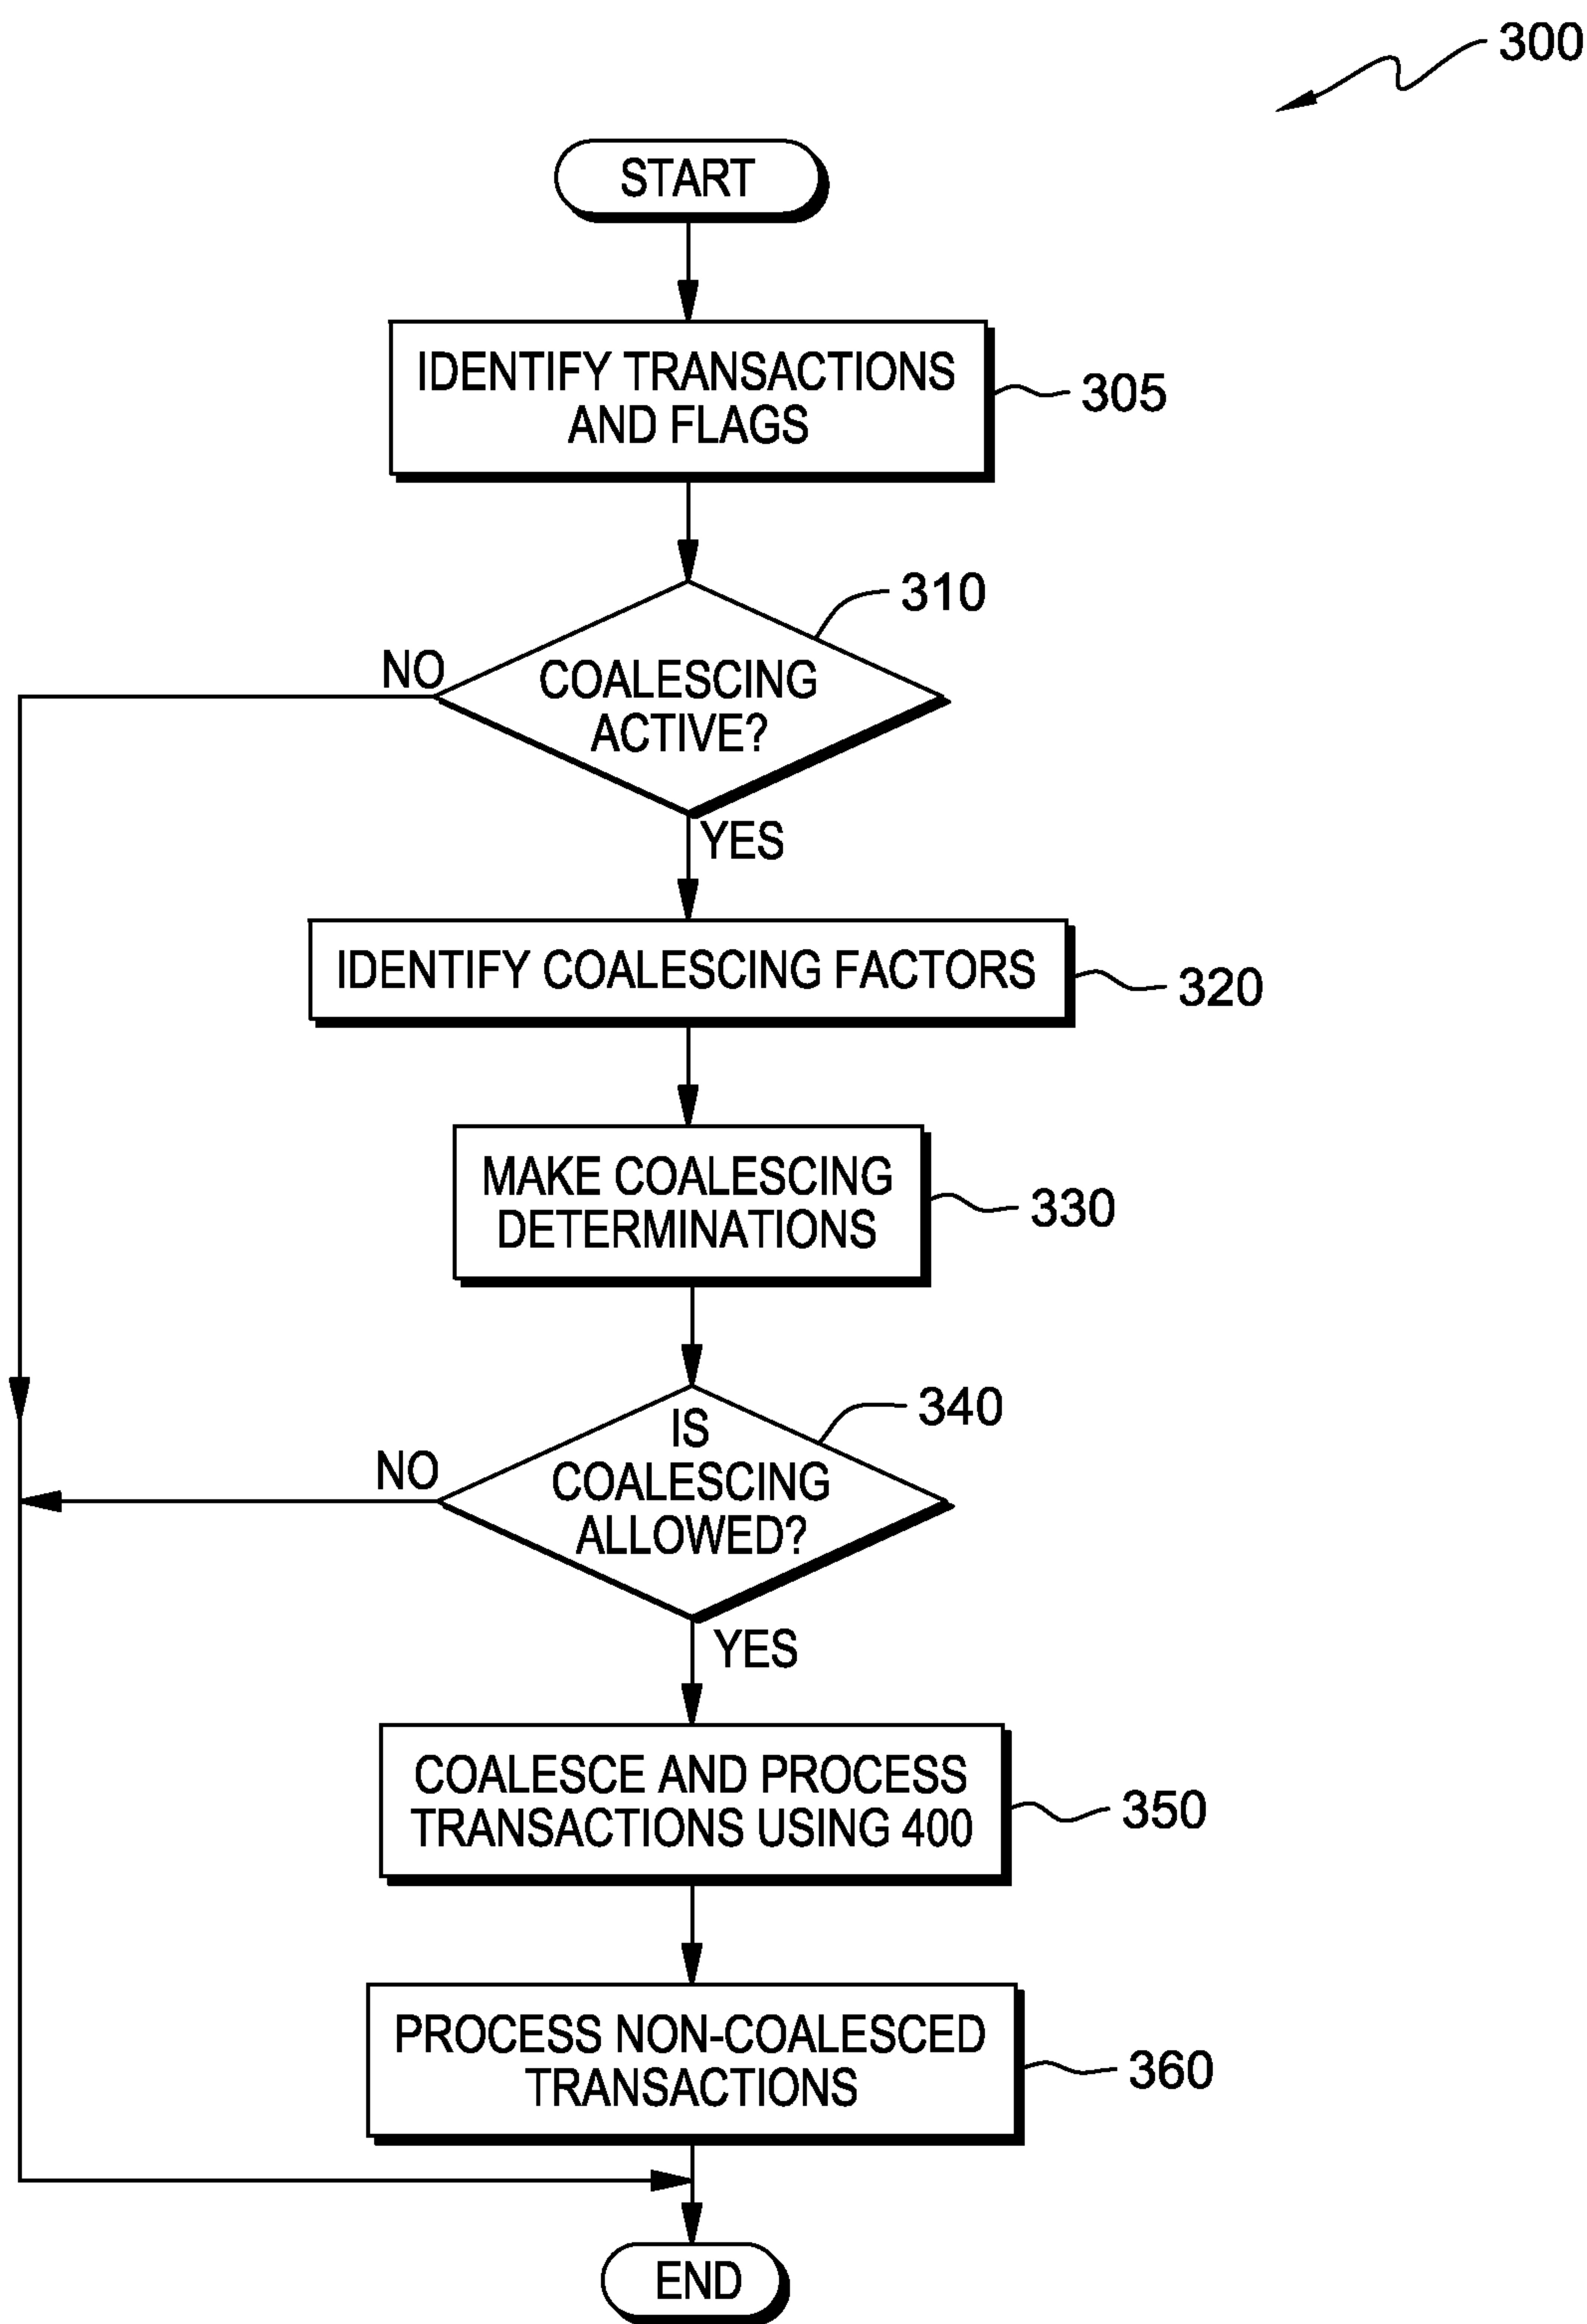 300
START
IDENTIFY TRANSACTIONS
AND FLAGS
305
310
NO
COALESCING
ACTIVE?
YES
IDENTIFY COALESCING FACTORS
320
MAKE COALESCING
DETERMINATIONS
330
340
IS
NO
COALESCING
ALLOWED?
YES
COALESCE AND PROCESS
TRANSACTIONS USING 400
350
PROCESS NON-COALESCED
TRANSACTIONS
360
END